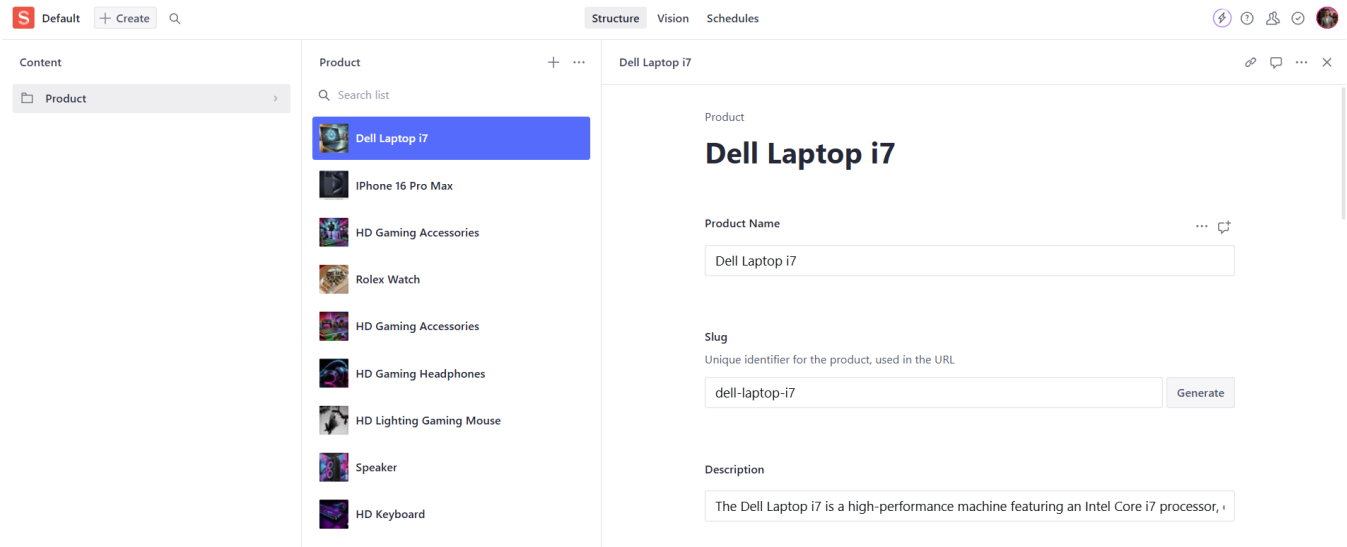 S Default + Create Structure Vision Schedules
Content
Product
Product
Search list
Dell Laptop i7
IPhone 16 Pro Max
HD Gaming Accessories
Rolex Watch
HD Gaming Accessories
HD Gaming Headphones
HD Lighting Gaming Mouse
Speaker
HD Keyboard
Dell Laptop i7
Product
Dell Laptop i7
Product Name
Dell Laptop i7
Slug
Unique identifier for the product, used in the URL
dell-laptop-i7 Generate
Description
The Dell Laptop i7 is a high-performance machine featuring an Intel Core i7 processor,